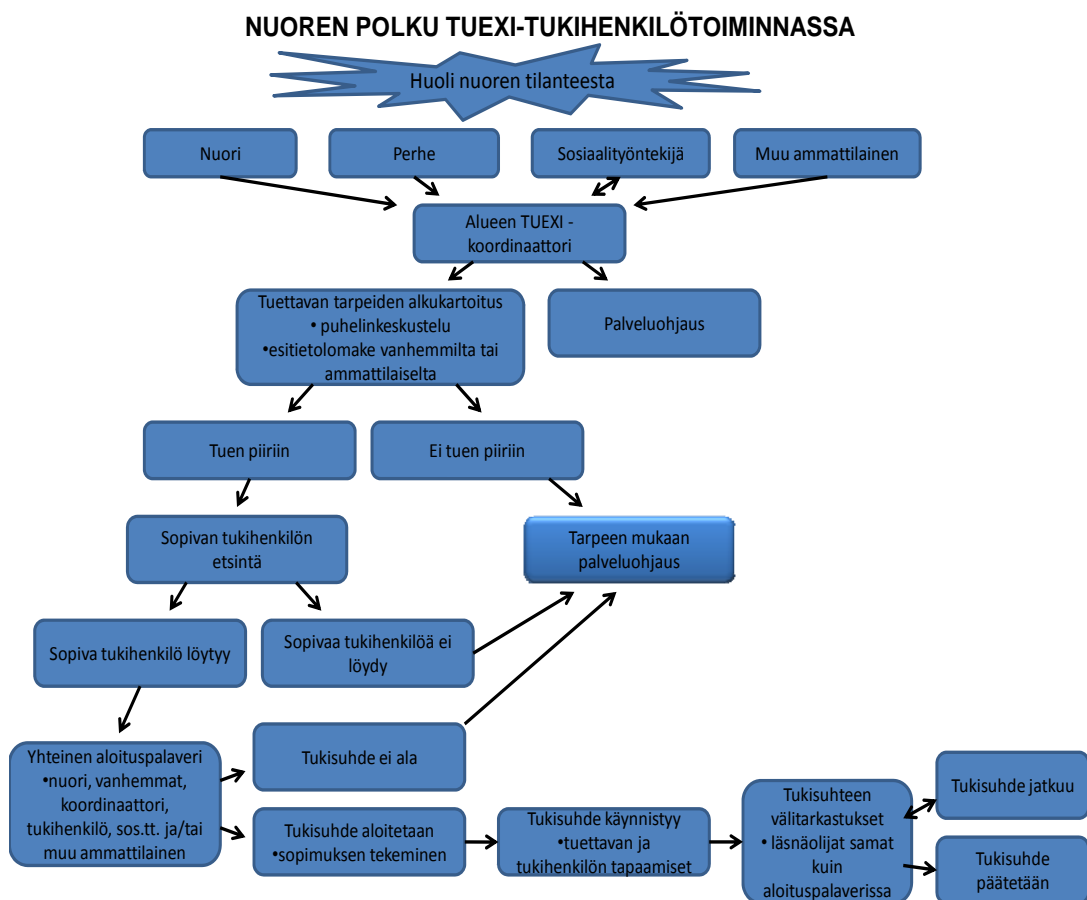 NUOREN POLKU TUEXI-TUKIHENKILÖTOIMINNASSA
Huoli nuoren tilanteesta
Nuori
Perhe
Sosiaalityöntekijä
Muu ammattilainen
Alueen TUEXI -
koordinaattori
Tuettavan tarpeiden alkukartoitus
• puhelinkeskustelu
•esitietolomake vanhemmilta tai
ammattilaiselta
Palveluohjaus
Tuen piiriin
Ei tuen piiriin
Sopivan tukihenkilön
etsintä
Tarpeen mukaan
palveluohjaus
Sopiva tukihenkilö löytyy
Sopivaa tukihenkilöä ei
löydy
Yhteinen aloituspalaveri
•nuori, vanhemmat,
koordinaattori,
tukihenkilö, sos.tt. ja/tai
muu ammattilainen
Tukisuhde ei ala
Tukisuhde aloitetaan
•sopimuksen tekeminen
Tukisuhde käynnistyy
•tuettavan ja
tukihenkilön tapaamiset
Tukisuhteen
välitarkastukset
• läsnäolijat samat
kuin
aloituspalaverissa
Tukisuhde jatkuu
Tukisuhde
päätetään